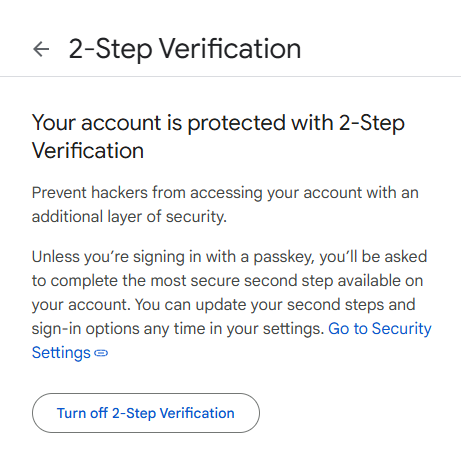 2-Step Verification
Your account is protected with 2-Step
Verification
Prevent hackers from accessing your account with an
additional layer of security.
Unless you’re signing in with a passkey, you’ll be asked
to complete the most secure second step available on
your account. You can update your second steps and
sign-in options any time in your settings. Go to Security
Settings
Turn off 2-Step Verification